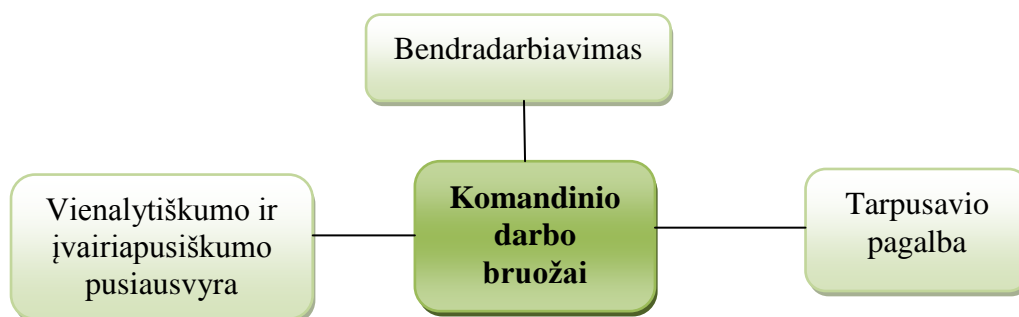 Bendradarbiavimas
Vienalytiškumo ir
įvairiapusiškumo
pusiausvyra
Komandinio
darbo
bruožai
Tarpusavio
pagalba